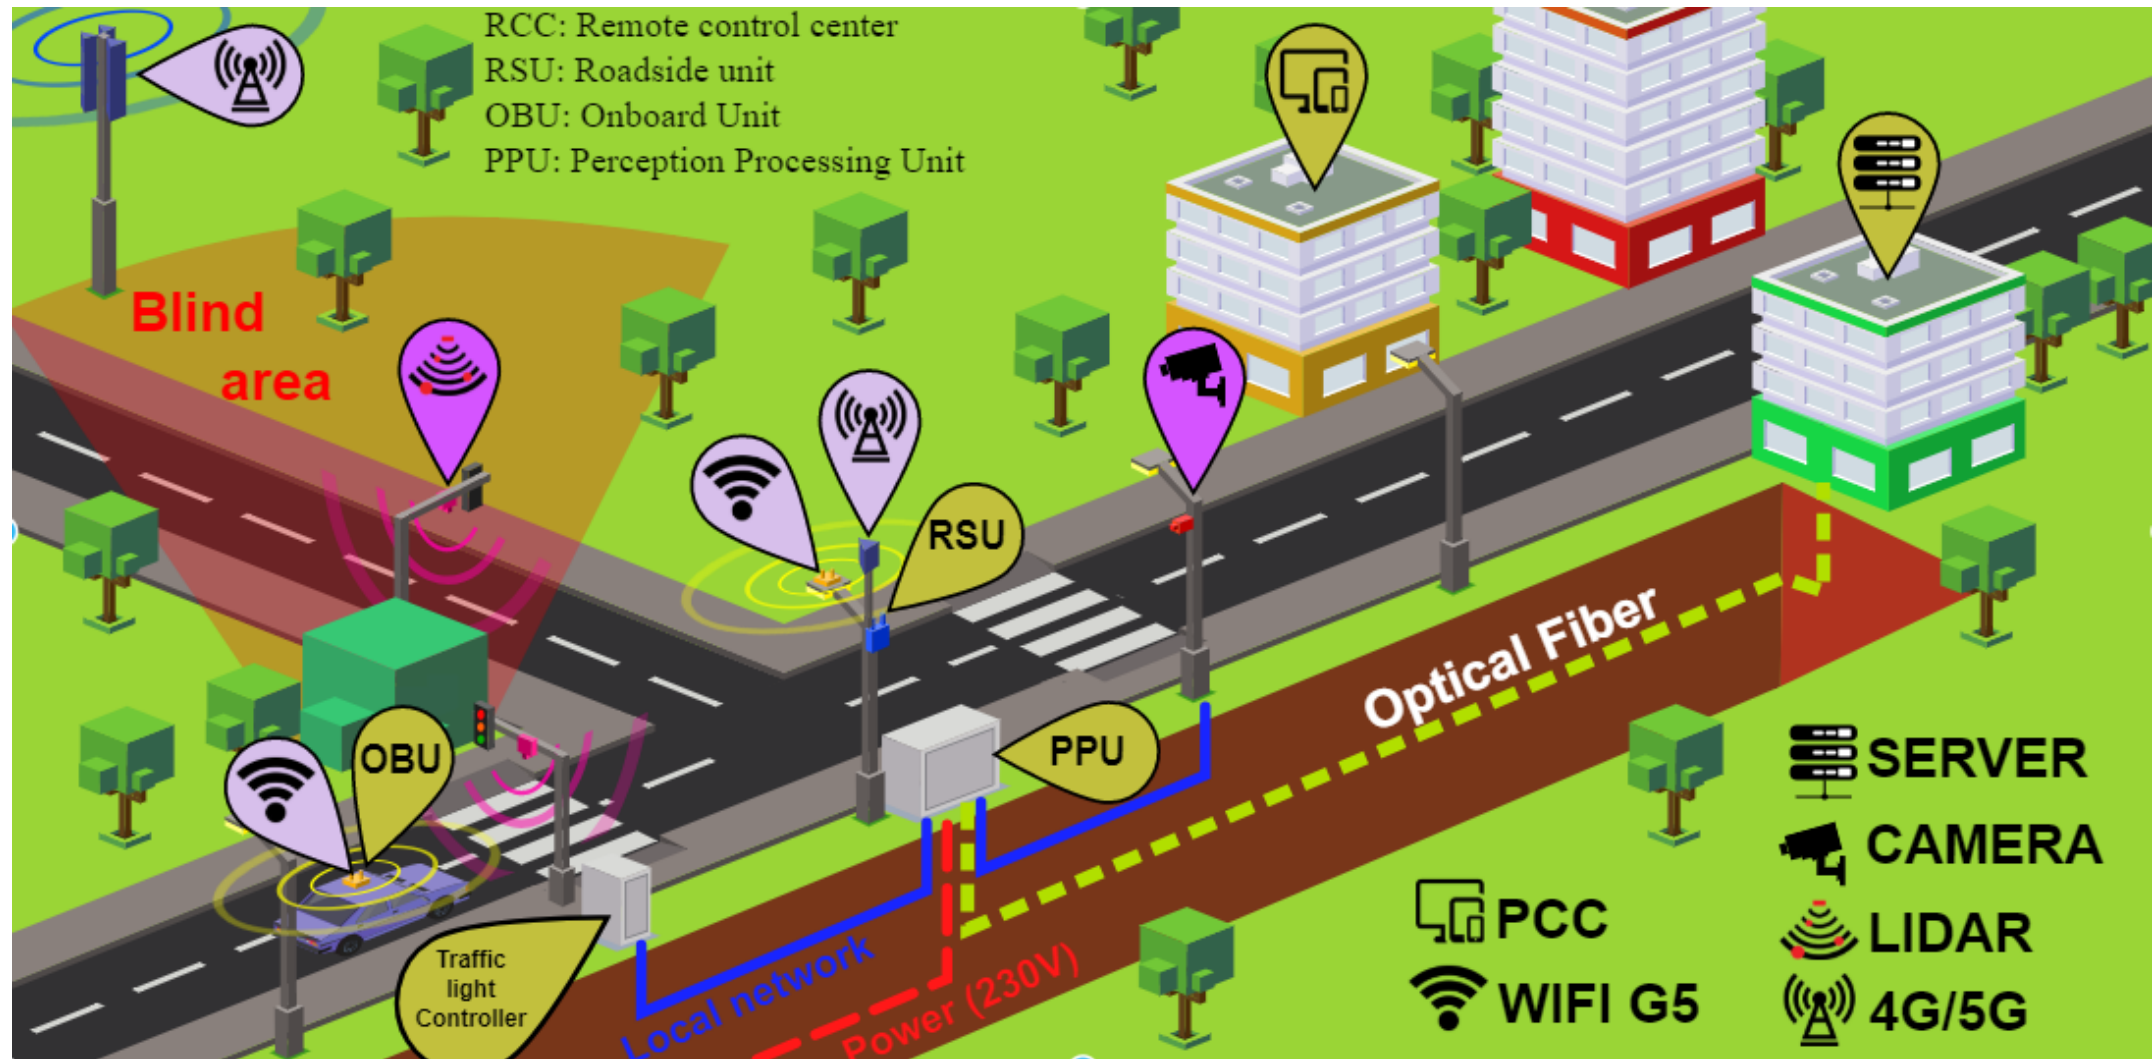 RCC: Remote control center
RSU: Roadside unit
OBU: Onboard Unit
PPU: Perception Processing Unit
Blind
area
RSU
Optical Fiber
OBU
PPU
SERVER
CAMERA
PCC
LIDAR
WIFI G5
4G/5G
Traffic
light
Controller
Local network
Power (230V)